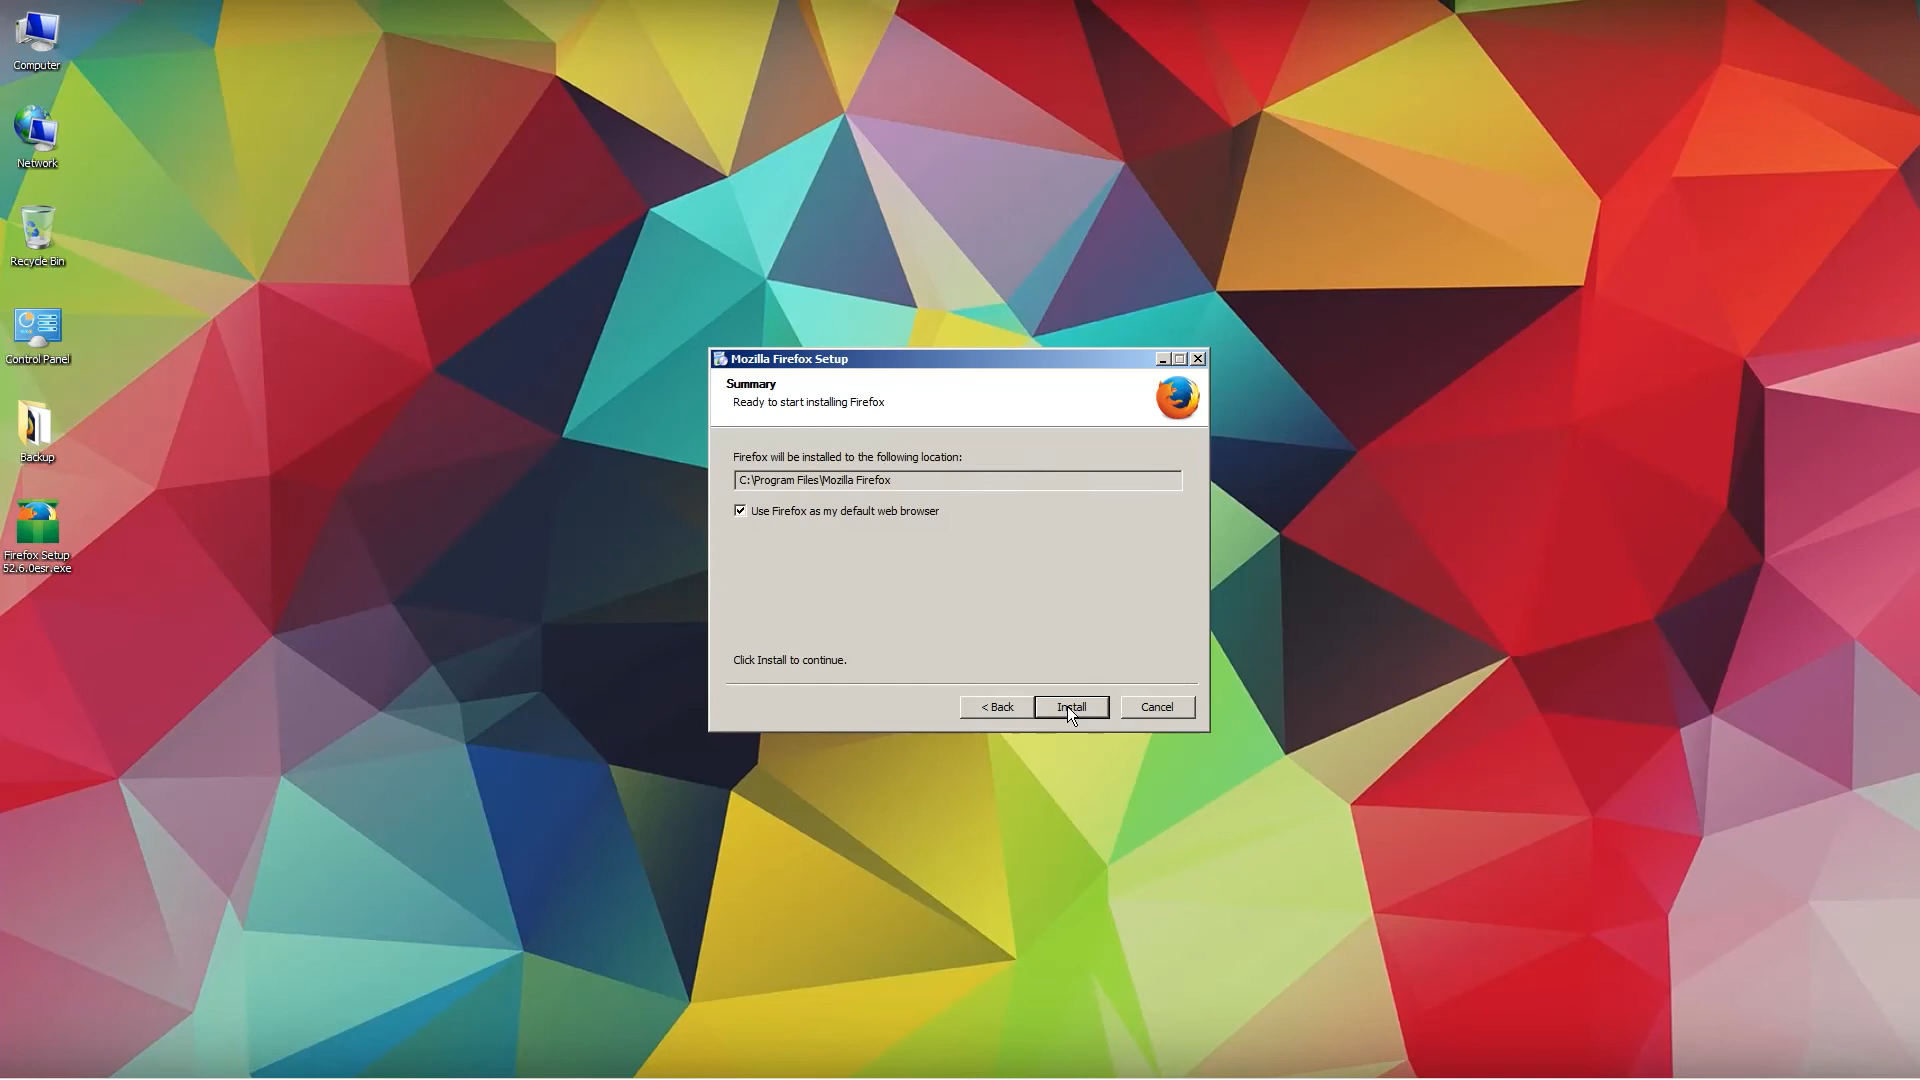 Computer
Network
Recycle Bin
Control Panel
Backup
Firefox Setup
52.6.0esr.exe
Mozilla Firefox Setup
Summary
Ready to start installing Firefox
Firefox will be installed to the following location:
C:\Program Files\Mozilla Firefox
Use Firefox as my default web browser
Click Install to continue.
< Back
Install
Cancel